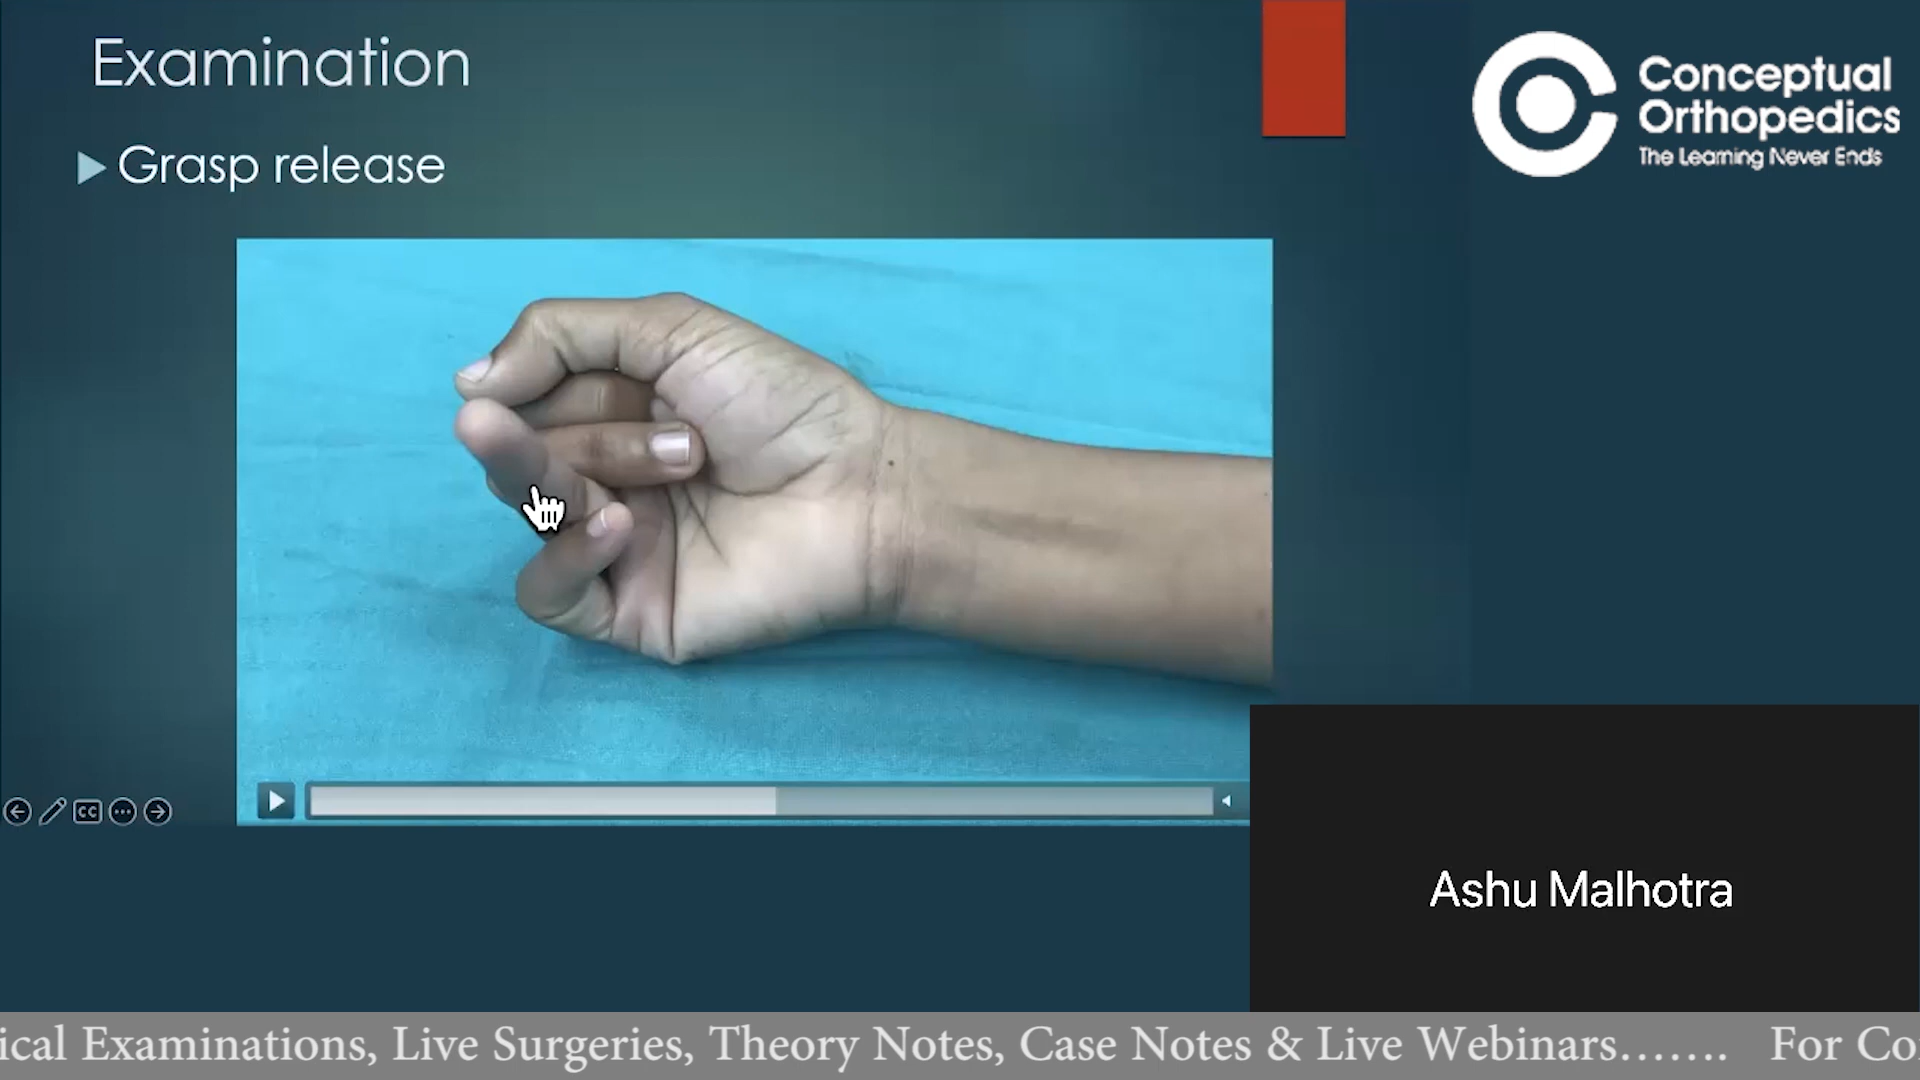 Examination
Grasp release
Conceptual
Orthopedics
The Learning Never Ends
CC
Ashu Malhotra
ical Examinations, Live Surgeries, Theory Notes, Case Notes & Live Webinars....... For Co